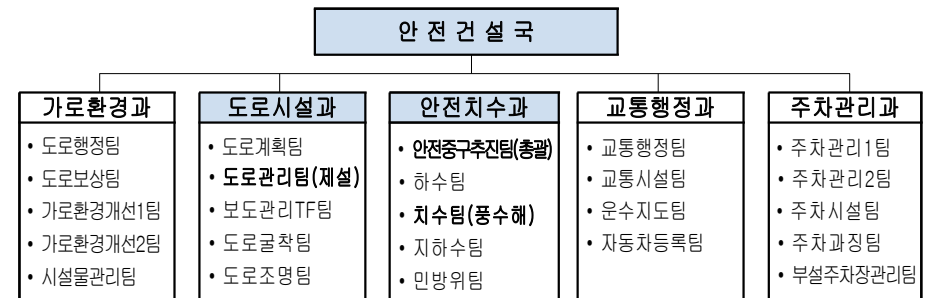 안 전 건 설 국
가로환경과
• 도로행정팀
• 도로보상팀
• 가로환경개선1팀
• 가로환경개선2팀
• 시설물관리팀
도로시설과
• 도로계획팀
• 도로관리팀(제설)
• 보도관리TF팀
• 도로굴착팀
• 도로조명팀
안전치수과
• 안전중구추진팀(총괄)
• 하수팀
• 치수팀(풍수해)
• 지하수팀
• 민방위팀
교통행정과
• 교통행정팀
• 교통시설팀
• 운수지도팀
• 자동차등록팀
주차관리과
• 주차관리1팀
• 주차관리2팀
• 주차시설팀
• 주차과징팀
• 부설주차장관리팀